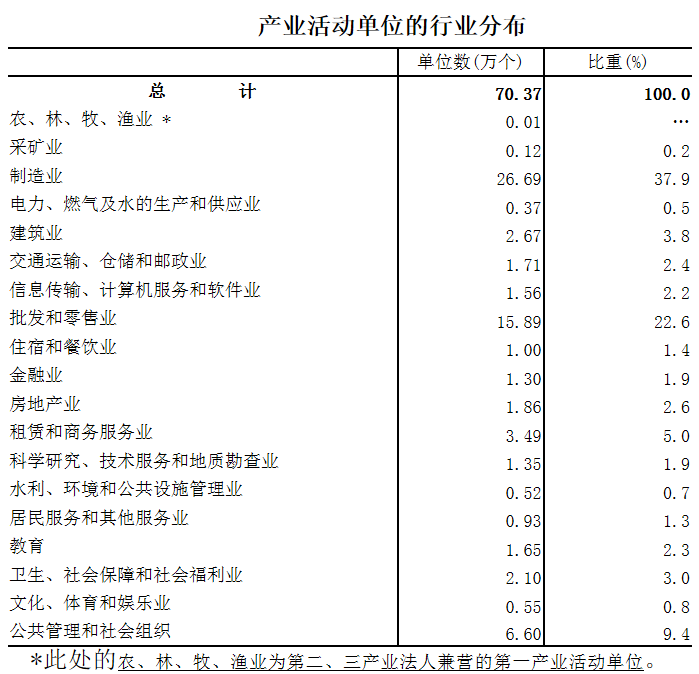 产业活动单位的行业分布
单位数(万个) 比重(%)
总 计 70.37 100.0
农、林、牧、渔业 * 0.01 …
采矿业 0.12 0.2
制造业 26.69 37.9
电力、燃气及水的生产和供应业 0.37 0.5
建筑业 2.67 3.8
交通运输、仓储和邮政业 1.71 2.4
信息传输、计算机服务和软件业 1.56 2.2
批发和零售业 15.89 22.6
住宿和餐饮业 1.00 1.4
金融业 1.30 1.9
房地产业 1.86 2.6
租赁和商务服务业 3.49 5.0
科学研究、技术服务和地质勘查业 1.35 1.9
水利、环境和公共设施管理业 0.52 0.7
居民服务和其他服务业 0.93 1.3
教育 1.65 2.3
卫生、社会保障和社会福利业 2.10 3.0
文化、体育和娱乐业 0.55 0.8
公共管理和社会组织 6.60 9.4
*此处的农、林、牧、渔业为第二、三产业法人兼营的第一产业活动单位。